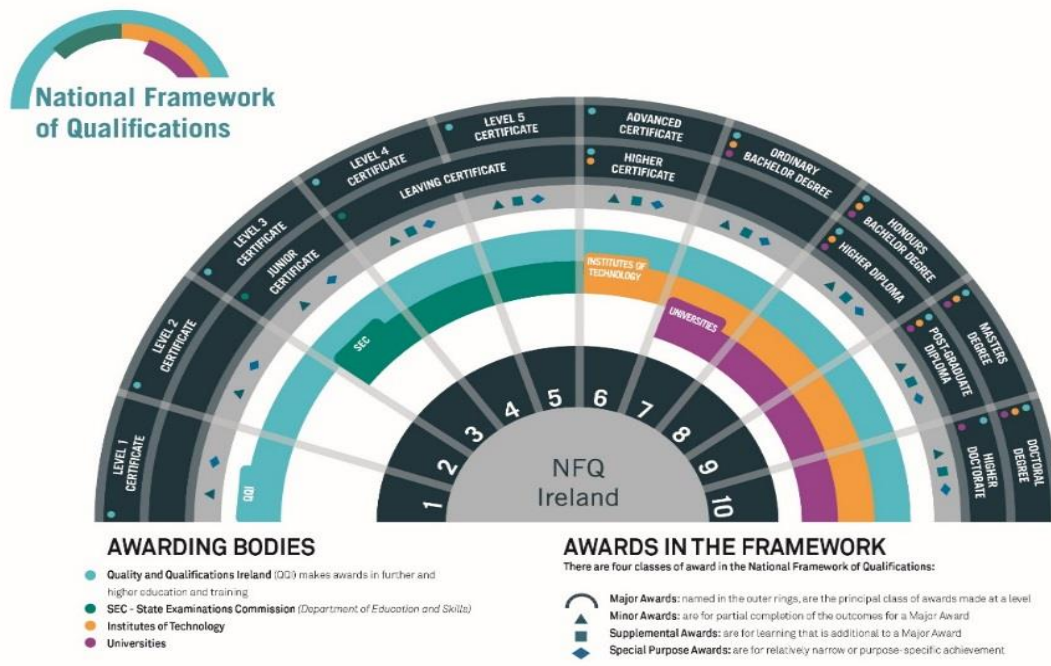 National Framework
of Qualifications
LEVEL 1
CERTIFICATE
LEVEL 2
CERTIFICATE
LEVEL 3
CERTIFICATE
LEVEL 4
CERTIFICATE
LEVEL 5
CERTIFICATE
ADVANCED
CERTIFICATE
ORDINARY
BACHELOR DEGREE
HONOURS
BACHELOR DEGREE
MASTERS
DEGREE
DOCTORAL
DEGREE
JUNIOR
CERTIFICATE
LEAVING CERTIFICATE
HIGHER
CERTIFICATE
HIGHER DIPLOMA
POST-GRADUATE
DIPLOMA
HIGHER
DOCTORATE
QQI
SEC
INSTITUTES OF
TECHNOLOGY
UNIVERSITIES
1
2
3
4
5
6
7
8
9
10
NFQ
Ireland
AWARDING BODIES
Quality and Qualifications Ireland (QQI) makes awards in further and
higher education and training
SEC - State Examinations Commission (Department of Education and Skills)
Institutes of Technology
Universities
AWARDS IN THE FRAMEWORK
There are four classes of award in the National Framework of Qualifications:
Major Awards: named in the outer rings, are the principal class of awards made at a level
Minor Awards: are for partial completion of the outcomes for a Major Award
Supplemental Awards: are for learning that is additional to a Major Award
Special Purpose Awards: are for relatively narrow or purpose-specific achievement